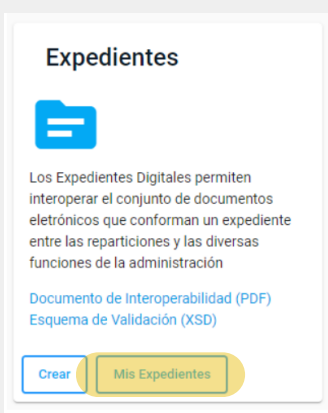 Expedientes
Los Expedientes Digitales permiten
interoperar el conjunto de documentos
eletrónicos que conforman un expediente
entre las reparticiones y las diversas
funciones de la administración
Documento de Interoperabilidad (PDF)
Esquema de Validación (XSD)
Crear
Mis Expedientes